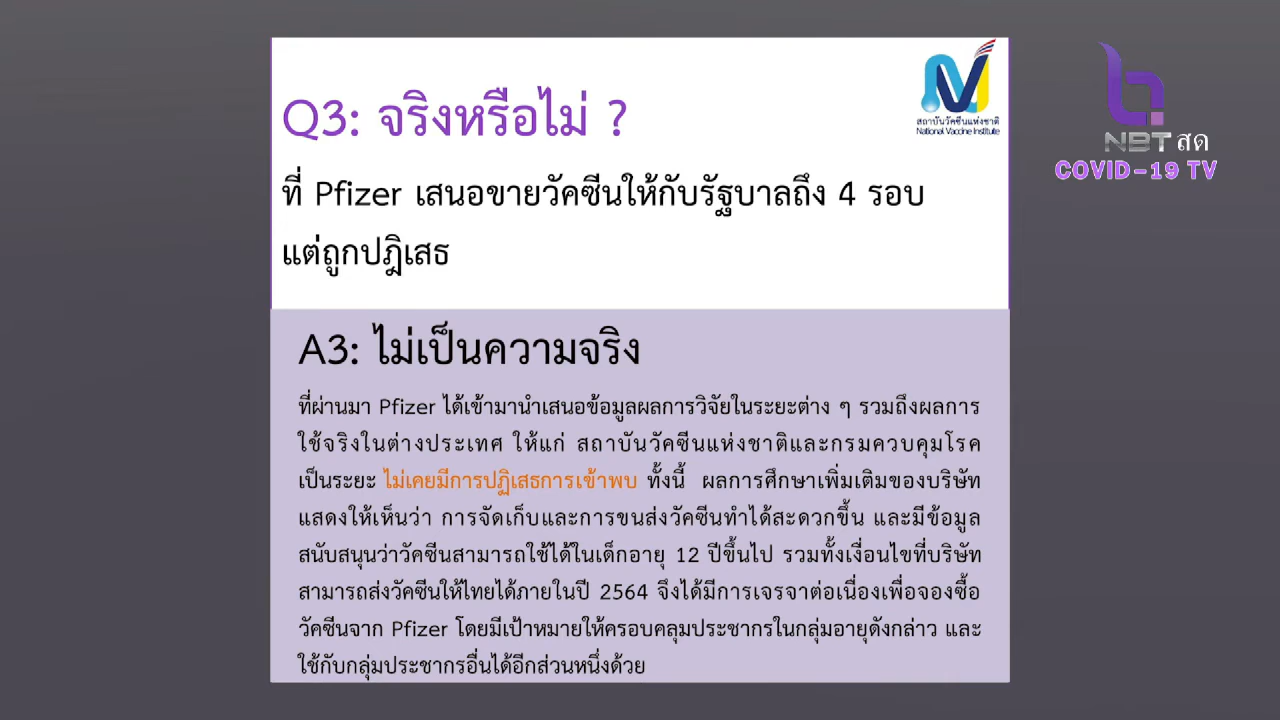 Q3: จริงหรือไม่ ?
ที่ Pfizer เสนอขายวัคซีนให้กับรัฐบาลถึง 4 รอบ
แต่ถูกปฎิเสธ
สถาบันวัคซีนแห่งชาติ
National Vaccine Institute
NBT สด
COVID-19 TV
A3: ไม่เป็นความจริง
ที่ผ่านมา Pfizer ได้เข้ามานำเสนอข้อมูลผลการวิจัยในระยะต่าง ๆ รวมถึงผลการ
ใช้จริงในต่างประเทศ ให้แก่ สถาบันวัคซีนแห่งชาติและกรมควบคุมโรค
เป็นระยะ ไม่เคยมีการปฏิเสธการเข้าพบ ทั้งนี้ ผลการศึกษาเพิ่มเติมของบริษัท
แสดงให้เห็นว่า การจัดเก็บและการขนส่งวัคซีนทำได้สะดวกขึ้น และมีข้อมูล
สนับสนุนว่าวัคซีนสามารถใช้ได้ในเด็กอายุ 12 ปีขึ้นไป รวมทั้งเงื่อนไขที่บริษัท
สามารถส่งวัคซีนให้ไทยได้ภายในปี 2564 จึงได้มีการเจรจาต่อเนื่องเพื่อจองซื้อ
วัคซีนจาก Pfizer โดยมีเป้าหมายให้ครอบคลุมประชากรในกลุ่มอายุดังกล่าว และ
ใช้กับกลุ่มประชากรอื่นได้อีกส่วนหนึ่งด้วย